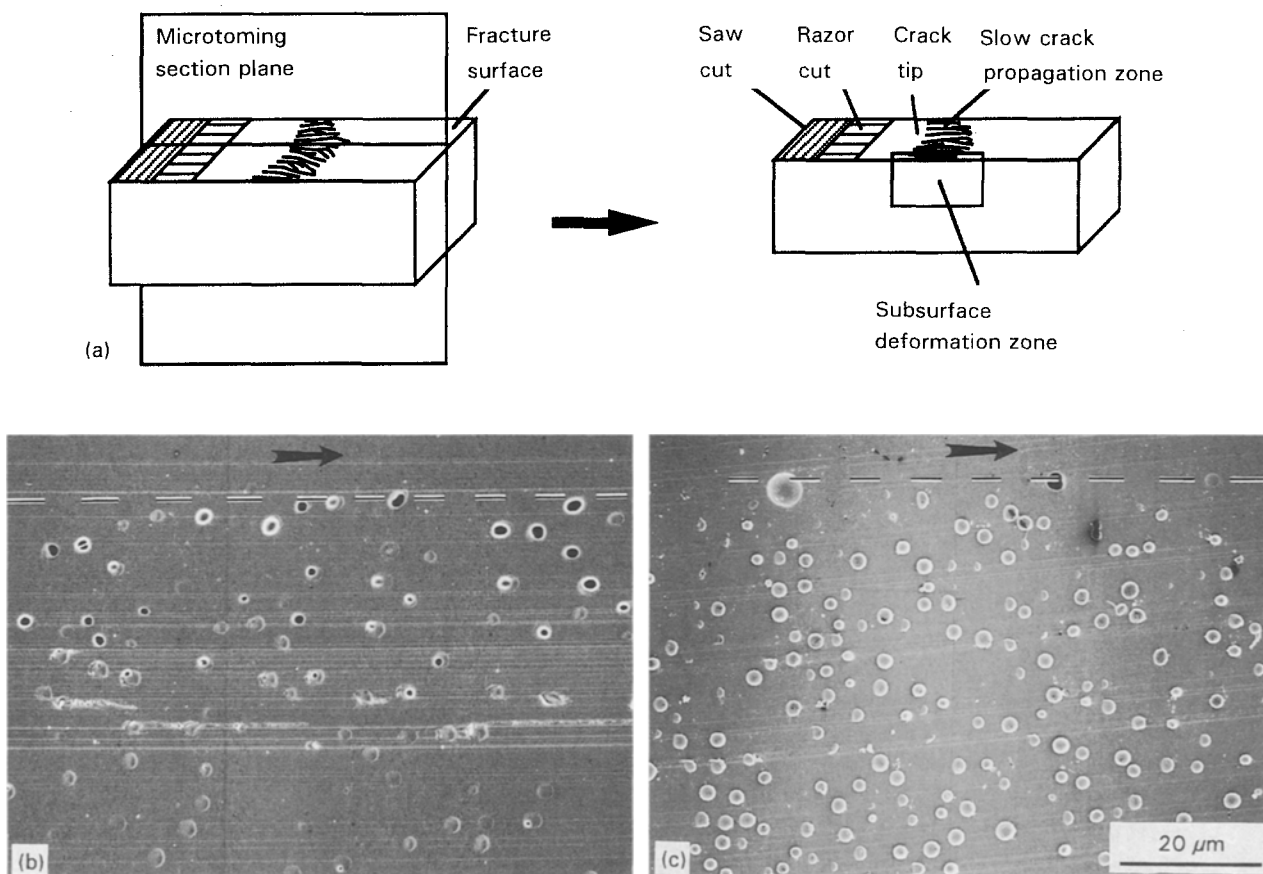 Microtoming
section plane
Fracture
surface
Saw
cut
Razor
cut
Crack
tip
Slow crack
propagation zone
Subsurface
deformation zone
(a)
(b)
(c)
20 μm